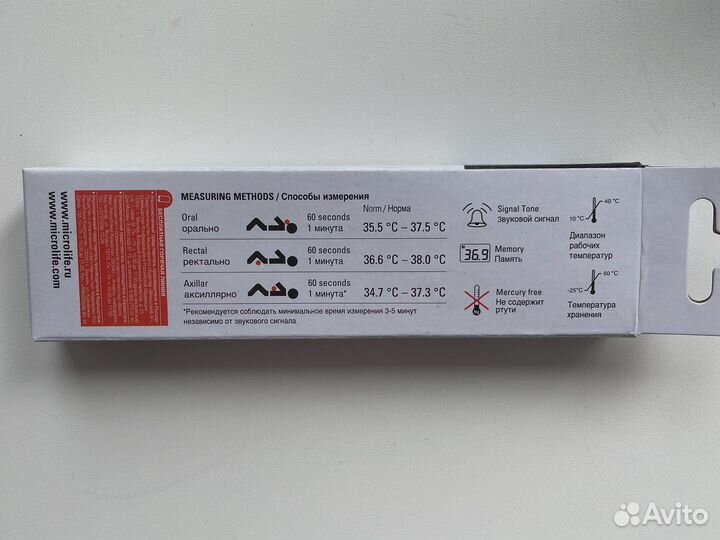 www.microlife.ru
www.microlife.com
БЕСПЛАТНАЯ ГОРЯЧАЯ ЛИНИЯ
MEASURING METHODS / Способы измерения
Norm / Норма
Oral
орально
60 seconds
1 минута
35.5 °C – 37.5 °C
Rectal
ректально
60 seconds
1 минута
36.6 °C – 38.0 °C
Axillar
аксиллярно
60 seconds
1 минута*
34.7 °C – 37.3 °C
*Рекомендуется соблюдать минимальное время измерения 3-5 минут
независимо от звукового сигнала
Signal Tone
Звуковой сигнал
36.9
Memory
Память
Hg
Mercury free
Не содержит
ртути
40 °C
10 °C
Диапазон
рабочих
температур
60 °C
-25°C
Температура
хранения
Avito